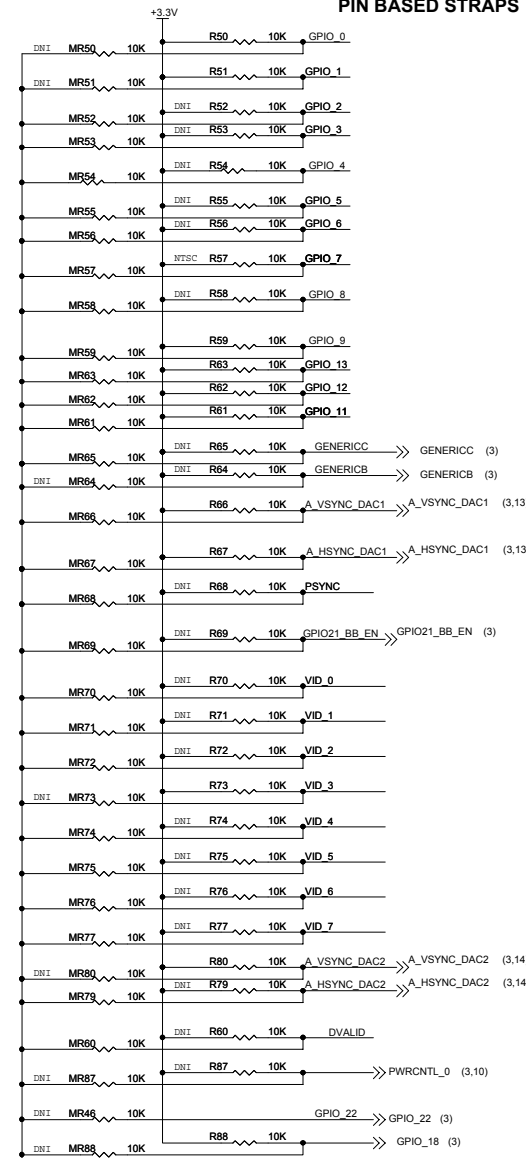 PIN BASED STRAPS
+3.3V
R50 10K GPIO_0
DNI MR50 10K
R51 10K GPIO_1
DNI MR51 10K
DNI R52 10K GPIO_2
MR52 10K
DNI R53 10K GPIO_3
MR53 10K
DNI R54 10K GPIO_4
MR54 10K
DNI R55 10K GPIO_5
MR55 10K
DNI R56 10K GPIO_6
MR56 10K
NTSC R57 10K GPIO_7
MR57 10K
DNI R58 10K GPIO_8
MR58 10K
R59 10K GPIO_9
MR59 10K
R63 10K GPIO_13
MR63 10K
R62 10K GPIO_12
MR62 10K
R61 10K GPIO_11
MR61 10K
DNI R65 10K GENERICC GENERICC (3)
MR65 10K
DNI R64 10K GENERICB GENERICB (3)
DNI MR64 10K
R66 10K A_VSYNC_DAC1 A_VSYNC_DAC1 (3,13
MR66 10K
R67 10K A_HSYNC_DAC1 A_HSYNC_DAC1 (3,13
MR67 10K
DNI R68 10K PSYNC
MR68 10K
DNI R69 10K GPIO21_BB_EN GPIO21_BB_EN (3)
MR69 10K
DNI R70 10K VID_0
MR70 10K
DNI R71 10K VID_1
MR71 10K
DNI R72 10K VID_2
MR72 10K
R73 10K VID_3
DNI MR73 10K
DNI R74 10K VID_4
MR74 10K
DNI R75 10K VID_5
MR75 10K
DNI R76 10K VID_6
MR76 10K
DNI R77 10K VID_7
MR77 10K
R80 10K A_VSYNC_DAC2 A_VSYNC_DAC2 (3,14
DNI MR80 10K
DNI R79 10K A_HSYNC_DAC2 A_HSYNC_DAC2 (3,14
MR79 10K
DNI R60 10K DVALID
MR60 10K
DNI R87 10K PWRCNTL_0 (3,10)
DNI MR87 10K
DNI MR46 10K GPIO_22 GPIO_22 (3)
R88 10K GPIO_18 (3)
DNI MR88 10K